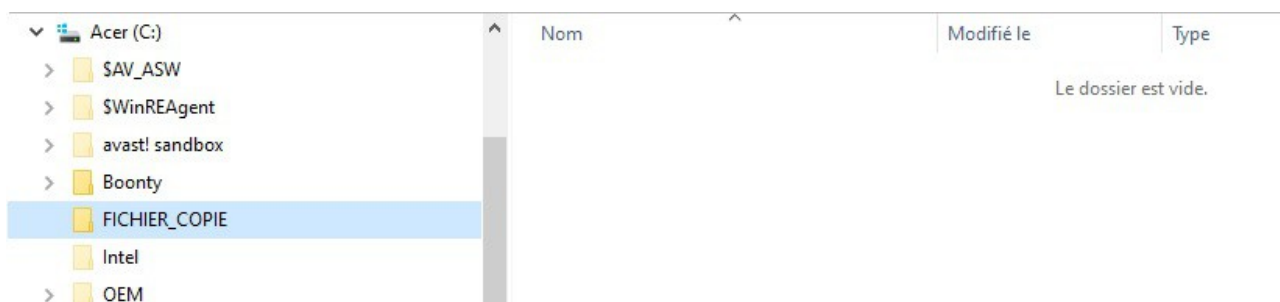 Acer (C:)
$AV_ASW
$WinREAgent
avast! sandbox
Boonty
FICHIER_COPIE
Intel
OEM
Nom Modifié le Type
Le dossier est vide.